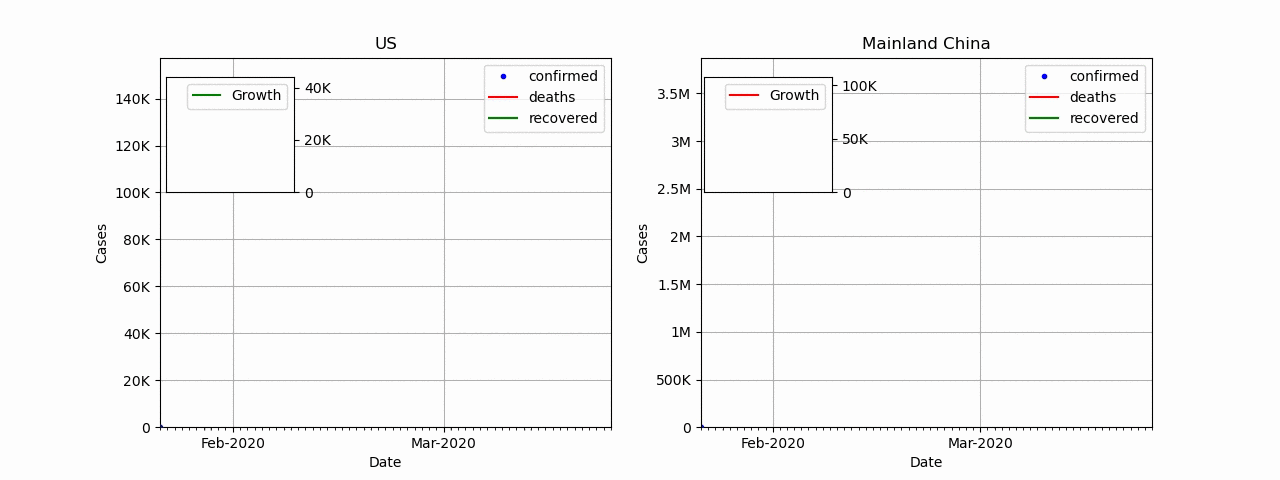 US
140K
120K
100K
80K
60K
40K
20K
0
Cases
Growth
40K
20K
0
confirmed
deaths
recovered
Feb-2020 Mar-2020
Date
Mainland China
3.5M
3M
2.5M
2M
1.5M
1M
500K
0
Cases
Growth
100K
50K
0
confirmed
deaths
recovered
Feb-2020 Mar-2020
Date